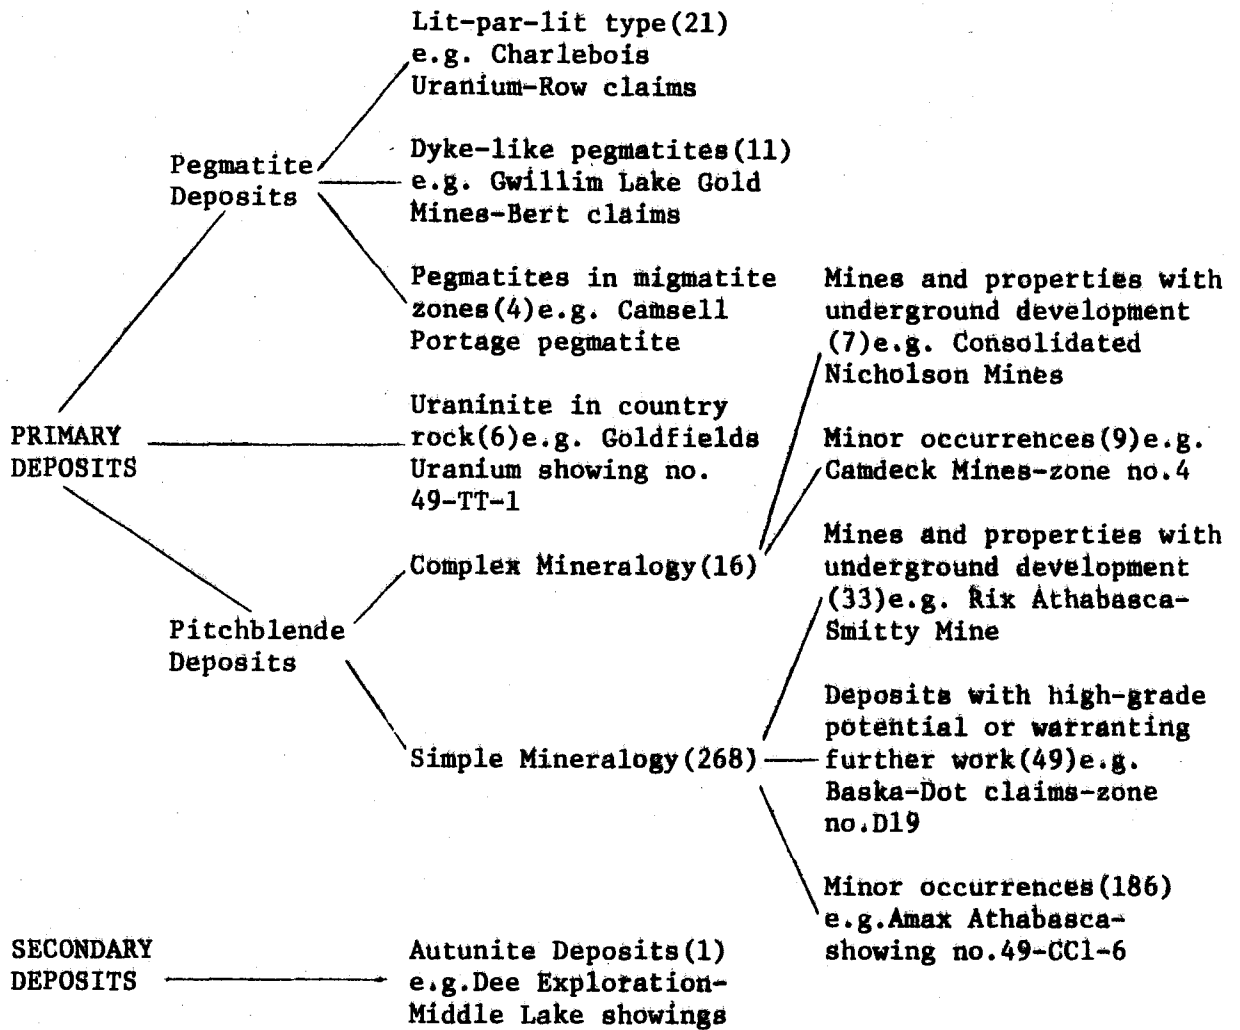 Lit-par-lit type(21)
e.g. Charlebois
Uranium-Row claims
Pegmatite
Deposits
Dyke-like pegmatites(11)
e.g. Gwillim Lake Gold
Mines-Bert claims
Pegmatites in migmatite
zones(4)e.g. Camsell
Portage pegmatite
Mines and properties with
underground development
(7)e.g. Consolidated
Nicholson Mines
PRIMARY
DEPOSITS
Uraninite in country
rock(6)e.g. Goldfields
Uranium showing no.
49-TT-1
Minor occurrences(9)e.g.
Camdeck Mines-zone no.4
Complex Mineralogy(16)
Mines and properties with
underground development
(33)e.g. Rix Athabasca-
Smitty Mine
Pitchblende
Deposits
Simple Mineralogy(268)
Deposits with high-grade
potential or warranting
further work(49)e.g.
Baska-Dot claims-zone
no.D19
Minor occurrences(186)
e.g.Amax Athabasca-
showing no.49-CC1-6
SECONDARY
DEPOSITS
Autunite Deposits(1)
e.g.Dee Exploration-
Middle Lake showings